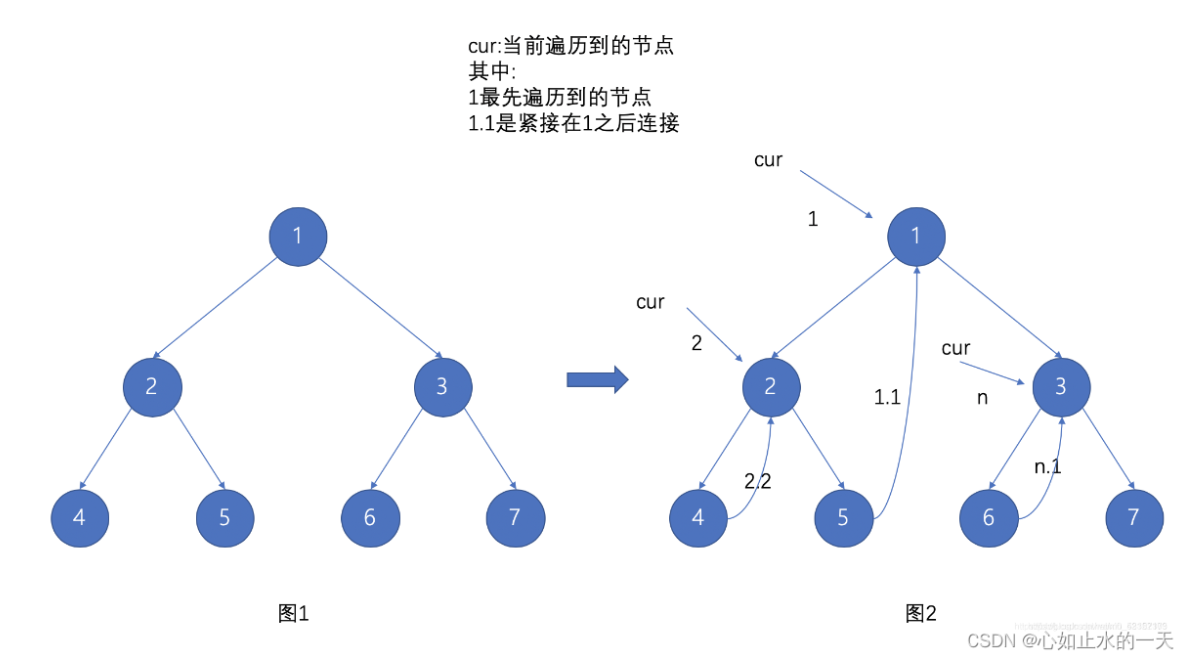 cur:当前遍历到的节点
其中:
1最先遍历到的节点
1.1是紧接在1之后连接
cur
1
1
1
cur
2
cur
2
3
2
1.1
n
3
2.2
n.1
4
5
6
7
4
5
6
7
图1
图2
CSDN @心如止水的一天